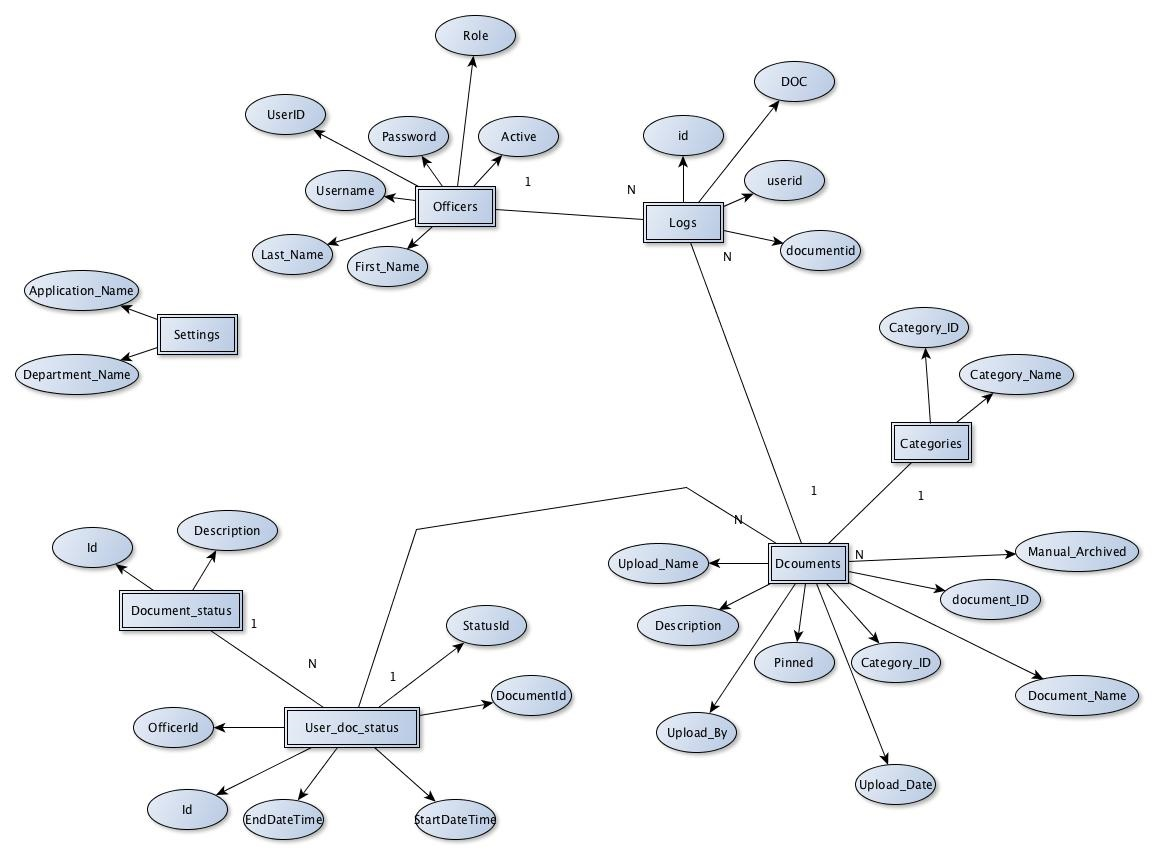 Role
DOC
UserID
Password
Active
id
Username
1
N
userid
Officers
Logs
Last_Name
First_Name
documentid
N
Application_Name
Settings
Department_Name
Category_ID
Category_Name
Categories
1
1
N
Id
Description
Upload_Name
Dcouments
N
Manual_Archived
document_ID
Document_status
1
StatusId
Description
N
1
Pinned
Category_ID
DocumentId
Document_Name
OfficerId
User_doc_status
Upload_By
Upload_Date
Id
EndDateTime
StartDateTime